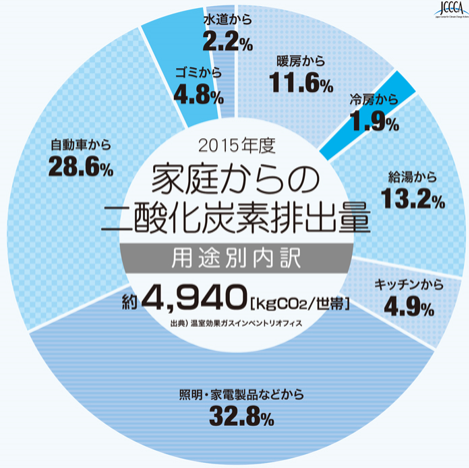 JCCCA
水道から
2.2%
暖房から
11.6%
ゴミから
4.8%
冷房から
1.9%
自動車から
28.6%
2015年度
家庭からの
二酸化炭素排出量
用途別内訳
約4,940[kgCO2/世帯]
出典）温室効果ガスインベントリオフィス
給湯から
13.2%
キッチンから
4.9%
照明・家電製品などから
32.8%